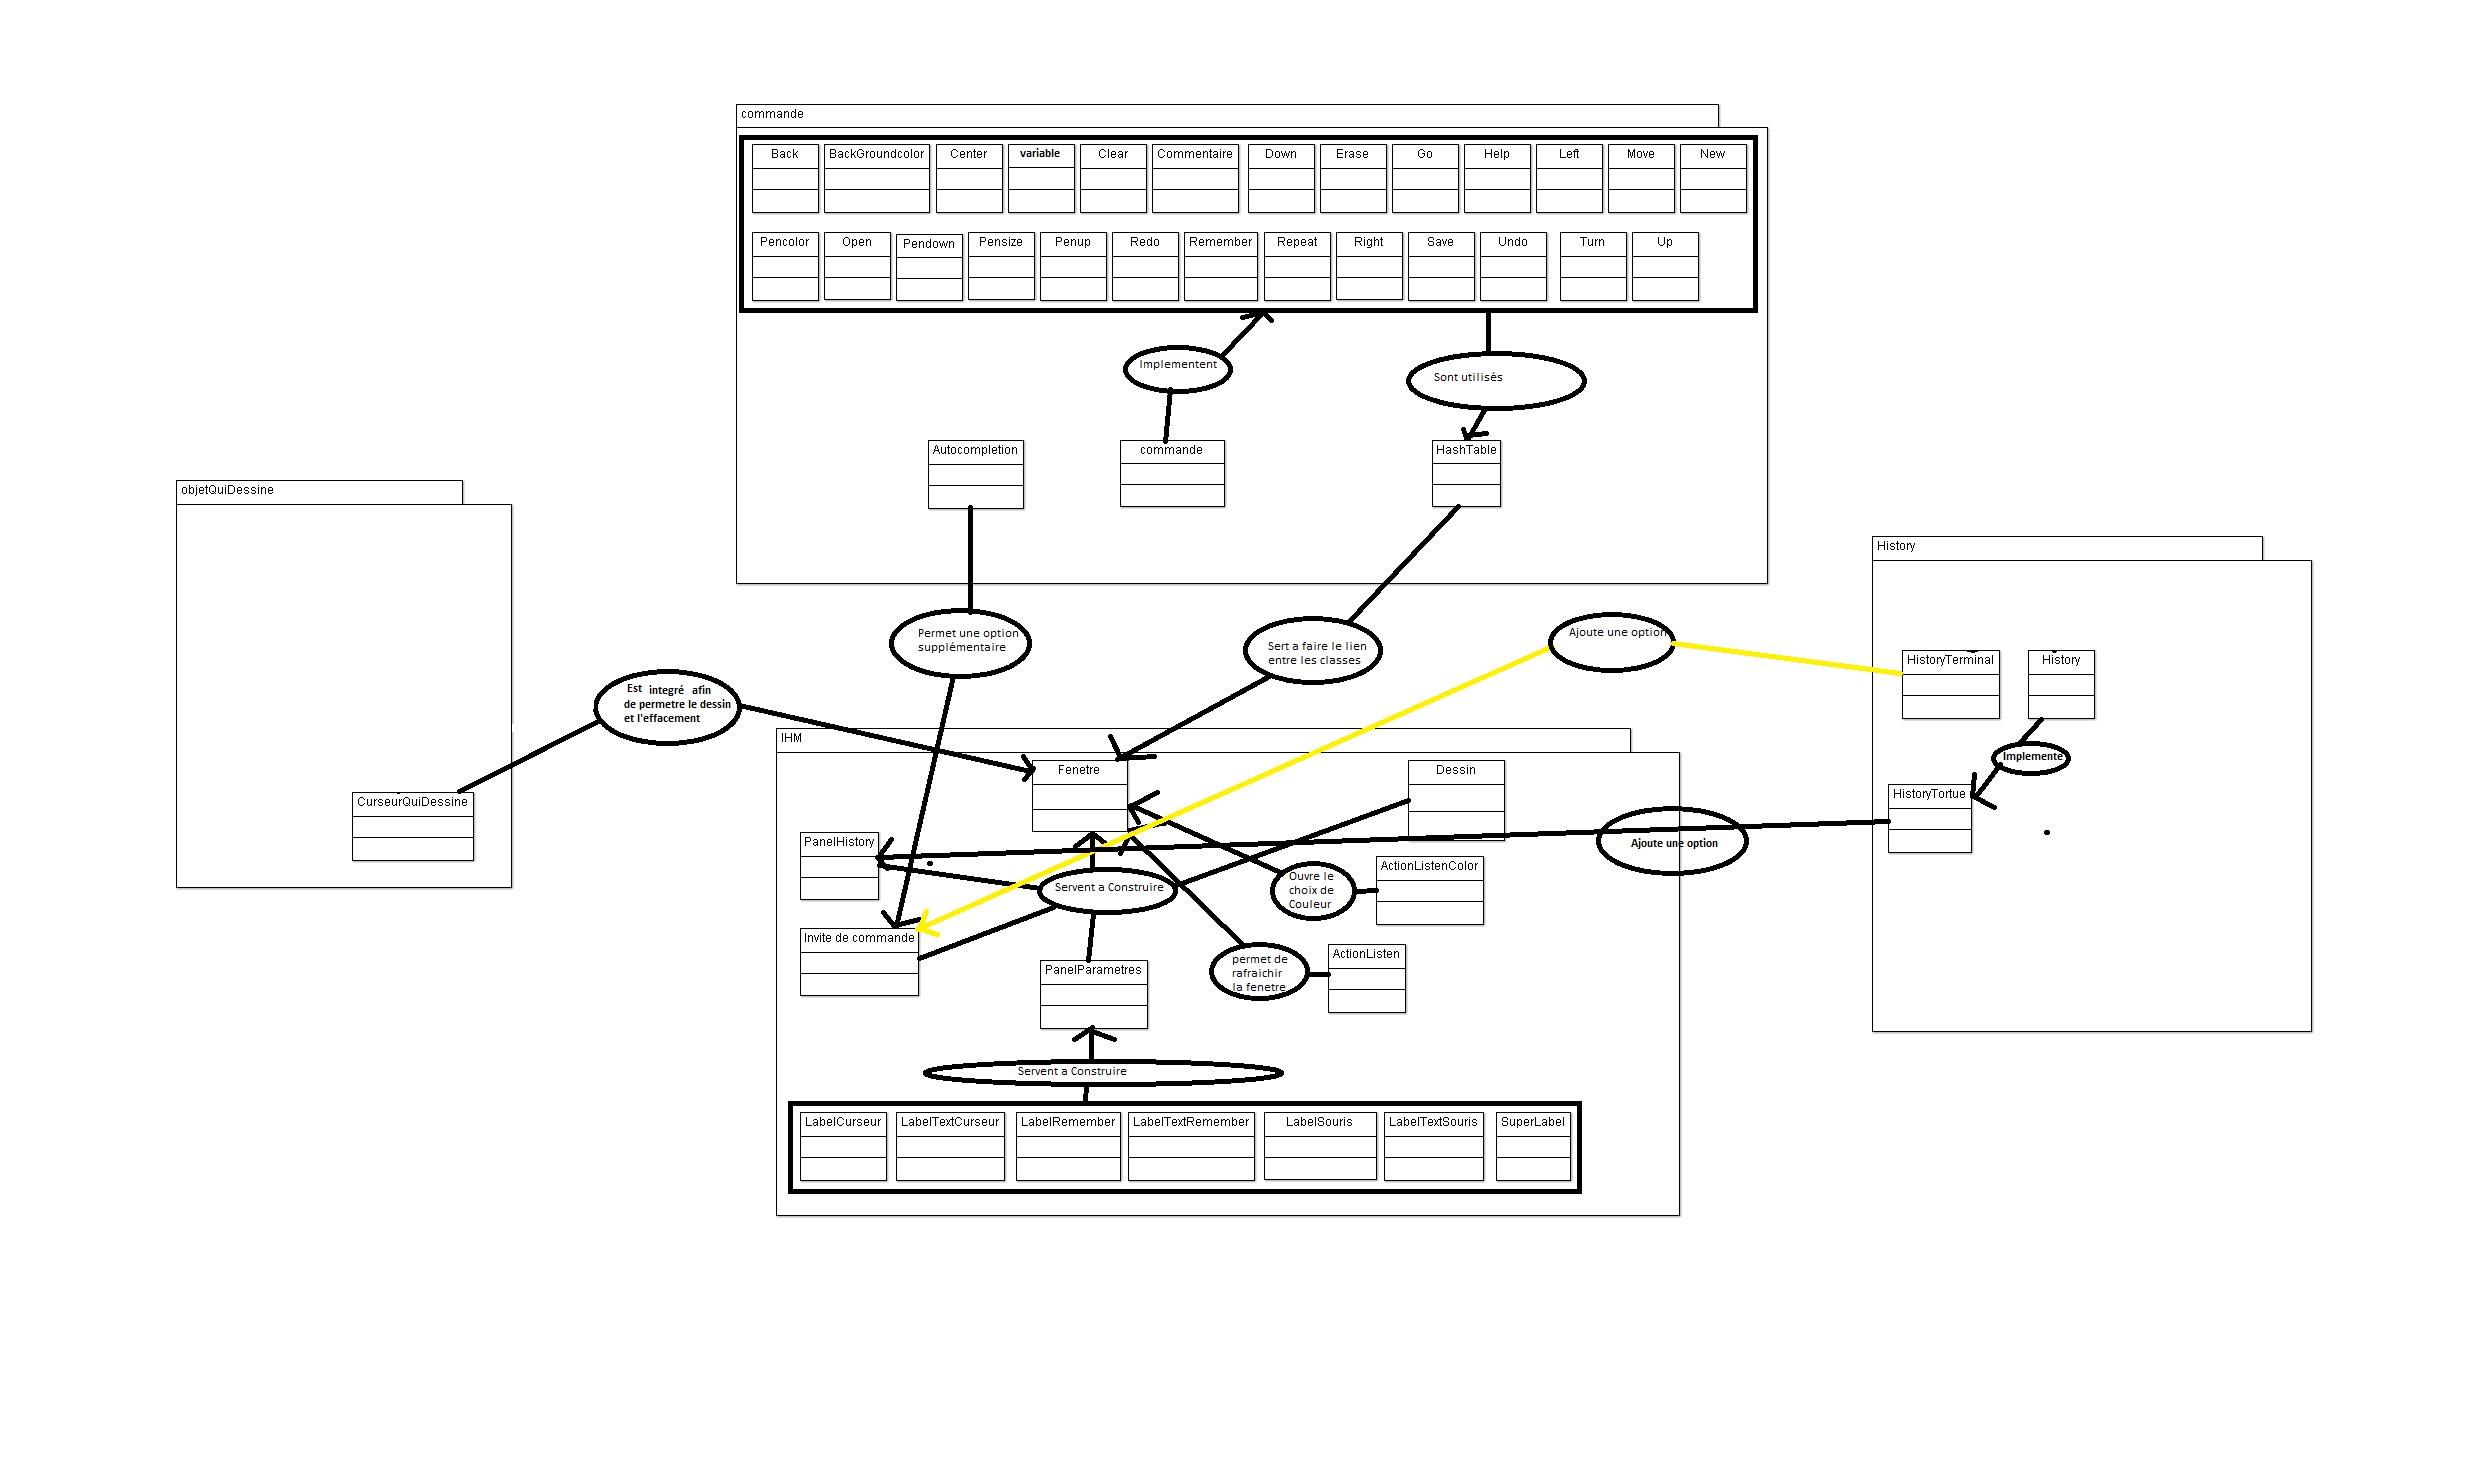 commande
Back
BackGroundcolor
Center
variable
Clear
Commentaire
Down
Erase
Go
Help
Left
Move
New
Pencolor
Open
Pendown
Pensize
Penup
Redo
Remember
Repeat
Right
Save
Undo
Turn
Up
Implementent
Sont utilisés
Autocompletion
commande
HashTable
objetQuiDessine
CurseurQuiDessine
Est integré afin
de permetre le dessin
et l'effacement
Permet une option
supplémentaire
Sert a faire le lien
entre les classes
Ajoute une option
History
HistoryTerminal
History
Implemente
HistoryTortue
Ajoute une option
IHM
Fenetre
Dessin
PanelHistory
Servent a Construire
Ouvre le
choix de
Couleur
ActionListenColor
Invite de commande
PanelParametres
permet de
rafraichir
la fenetre
ActionListen
Servent a Construire
LabelCurseur
LabelTextCurseur
LabelRemember
LabelTextRemember
LabelSouris
LabelTextSouris
SuperLabel